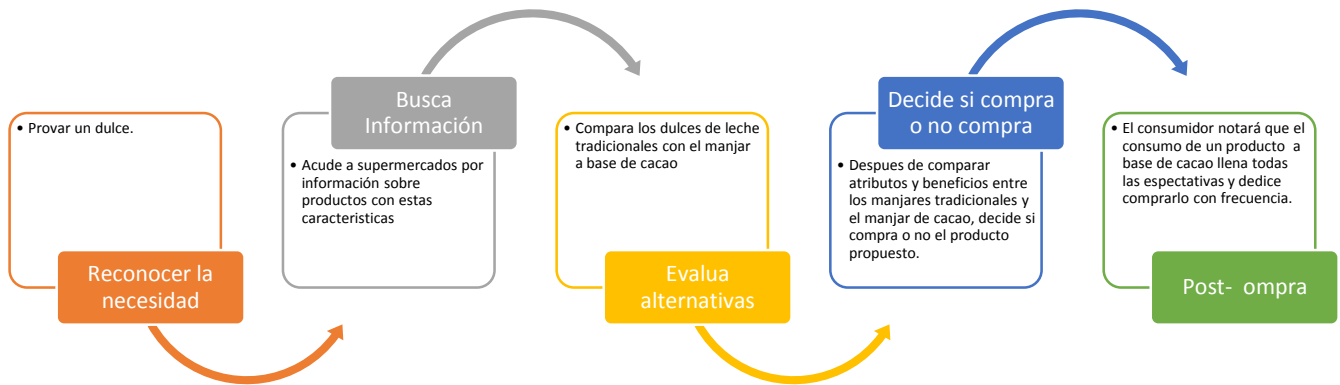 • Provar un dulce.
Reconocer la
necesidad
Busca
Información
• Acude a supermercados por
información sobre
productos con estas
caracteristicas
• Compara los dulces de leche
tradicionales con el manjar
a base de cacao
Evalua
alternativas
Decide si compra
o no compra
• Despues de comparar
atributos y beneficios entre
los manjares tradicionales y
el manjar de cacao, decide si
compra o no el producto
propuesto.
• El consumidor notará que el
consumo de un producto a
base de cacao llena todas
las espectativas y dedice
comprarlo con frecuencia.
Post- ompra